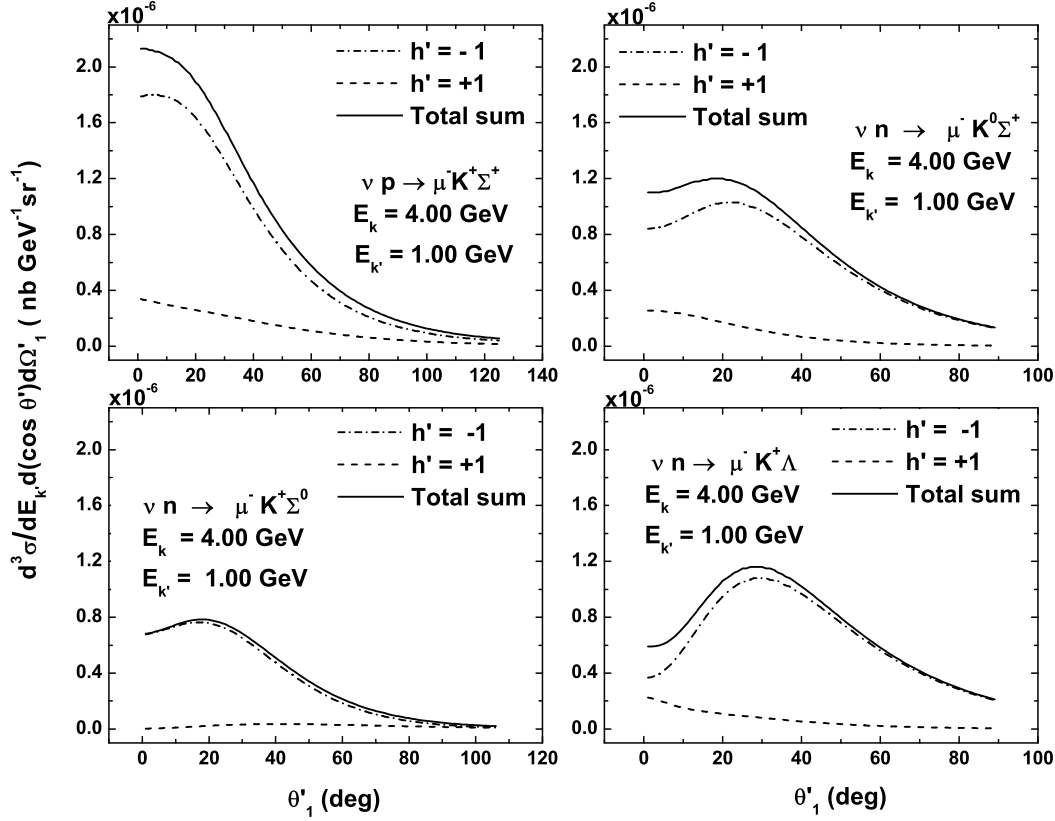 d³σ/dE_k' d(cos θ')dΩ'₁ ( nb GeV⁻¹sr⁻¹)
x10⁻⁶
2.0
1.6
1.2
0.8
0.4
0.0
0 20 40 60 80 100 120 140
h' = - 1
h' = +1
Total sum
ν p → μ⁻K⁺Σ⁺
E_k = 4.00 GeV
E_k' = 1.00 GeV
x10⁻⁶
2.0
1.6
1.2
0.8
0.4
0.0
0 20 40 60 80 100
h' = - 1
h' = +1
Total sum
ν n → μ⁻ K⁰Σ⁺
E_k = 4.00 GeV
E_k' = 1.00 GeV
x10⁻⁶
2.0
1.6
1.2
0.8
0.4
0.0
0 20 40 60 80 100 120
h' = -1
h' = +1
Total sum
ν n → μ⁻ K⁺Σ⁰
E_k = 4.00 GeV
E_k' = 1.00 GeV
θ'₁ (deg)
x10⁻⁶
2.0
1.6
1.2
0.8
0.4
0.0
0 20 40 60 80 100
h' = -1
h' = +1
Total sum
ν n → μ⁻ K⁺Λ
E_k = 4.00 GeV
E_k' = 1.00 GeV
θ'₁ (deg)